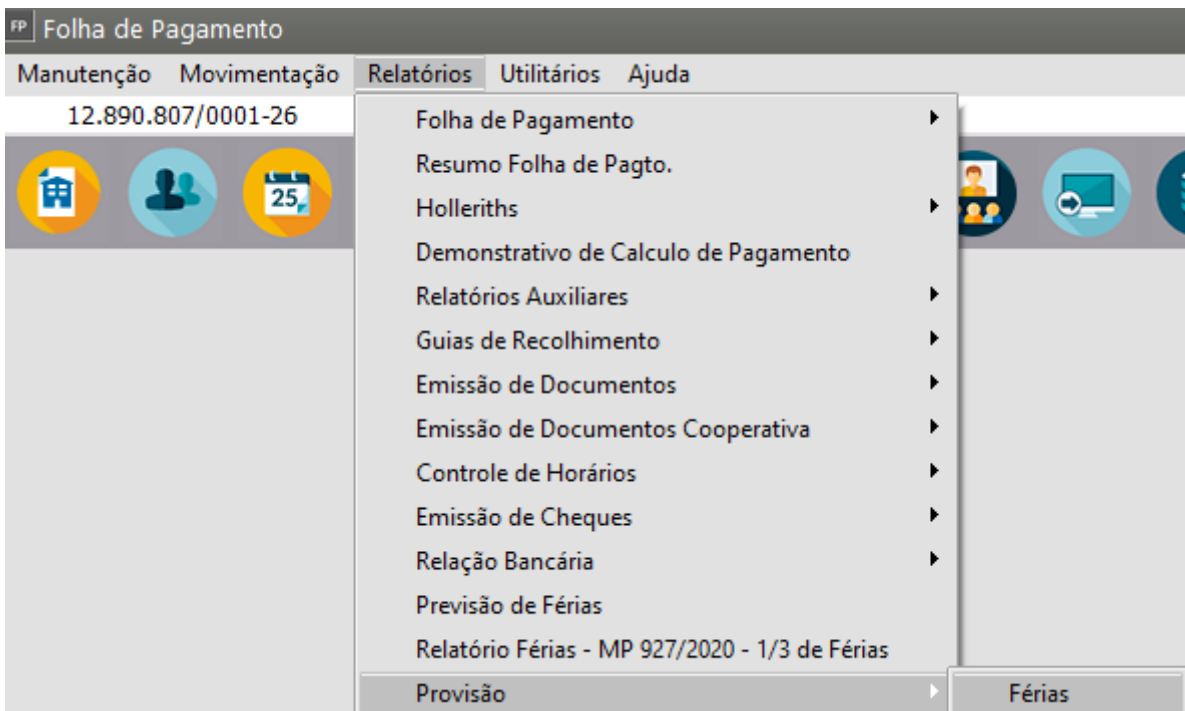 FP Folha de Pagamento
Manutenção Movimentação Relatórios Utilitários Ajuda
12.890.807/0001-26
25
Folha de Pagamento
Resumo Folha de Pagto.
Holleriths
Demonstrativo de Calculo de Pagamento
Relatórios Auxiliares
Guias de Recolhimento
Emissão de Documentos
Emissão de Documentos Cooperativa
Controle de Horários
Emissão de Cheques
Relação Bancária
Previsão de Férias
Relatório Férias - MP 927/2020 - 1/3 de Férias
Provisão
Férias